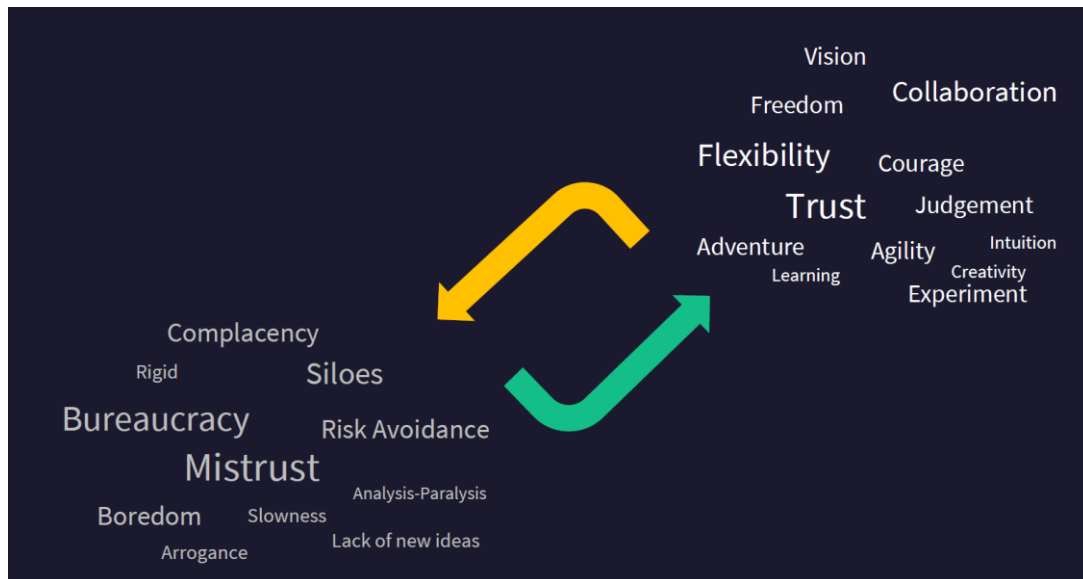 Vision
Collaboration
Freedom
Flexibility
Courage
Trust
Judgement
Adventure
Agility
Intuition
Learning
Creativity
Experiment
Complacency
Rigid
Siloes
Bureaucracy
Risk Avoidance
Mistrust
Analysis-Paralysis
Boredom
Slowness
Lack of new ideas
Arrogance